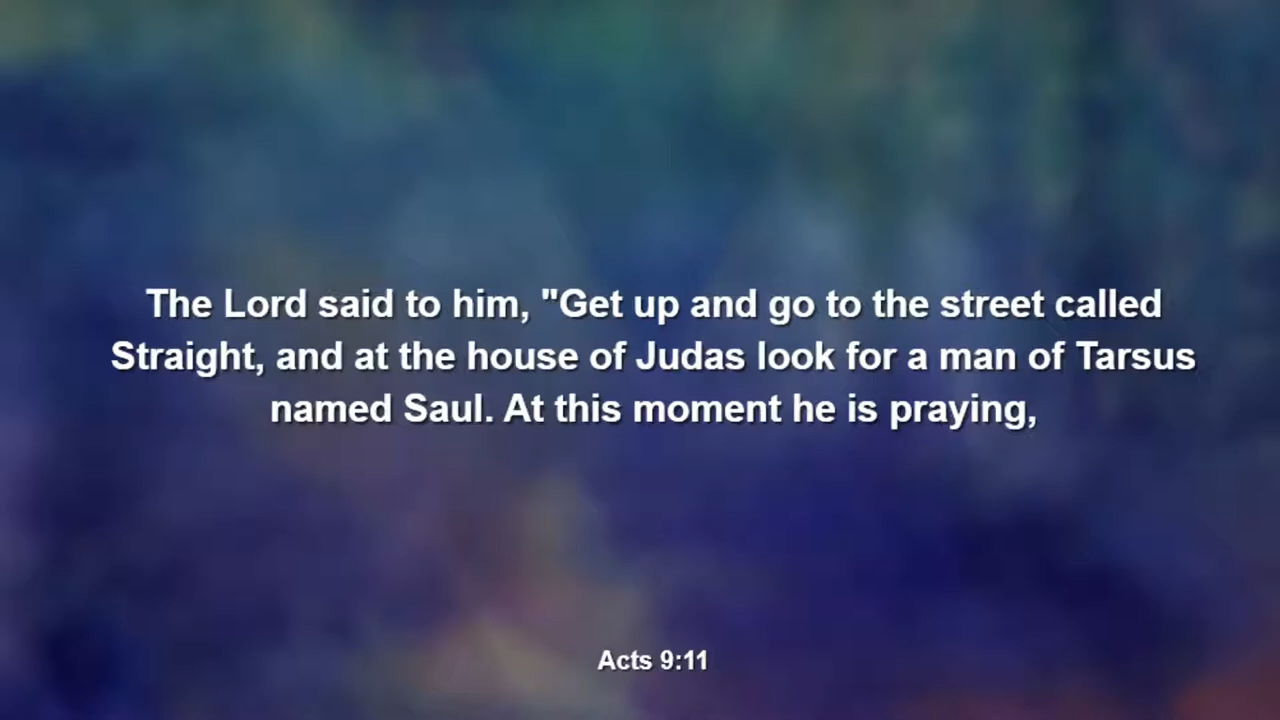 The Lord said to him, "Get up and go to the street called
Straight, and at the house of Judas look for a man of Tarsus
named Saul. At this moment he is praying,
Acts 9:11